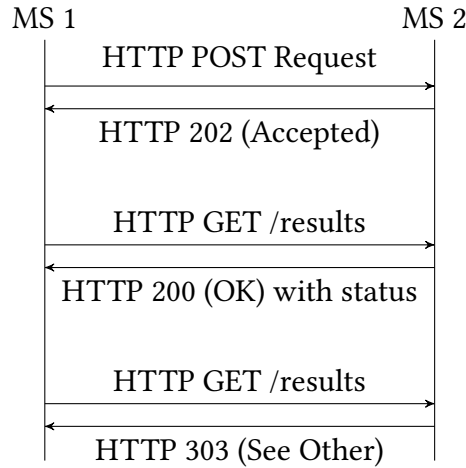 MS 1
MS 2
HTTP POST Request
HTTP 202 (Accepted)
HTTP GET /results
HTTP 200 (OK) with status
HTTP GET /results
HTTP 303 (See Other)